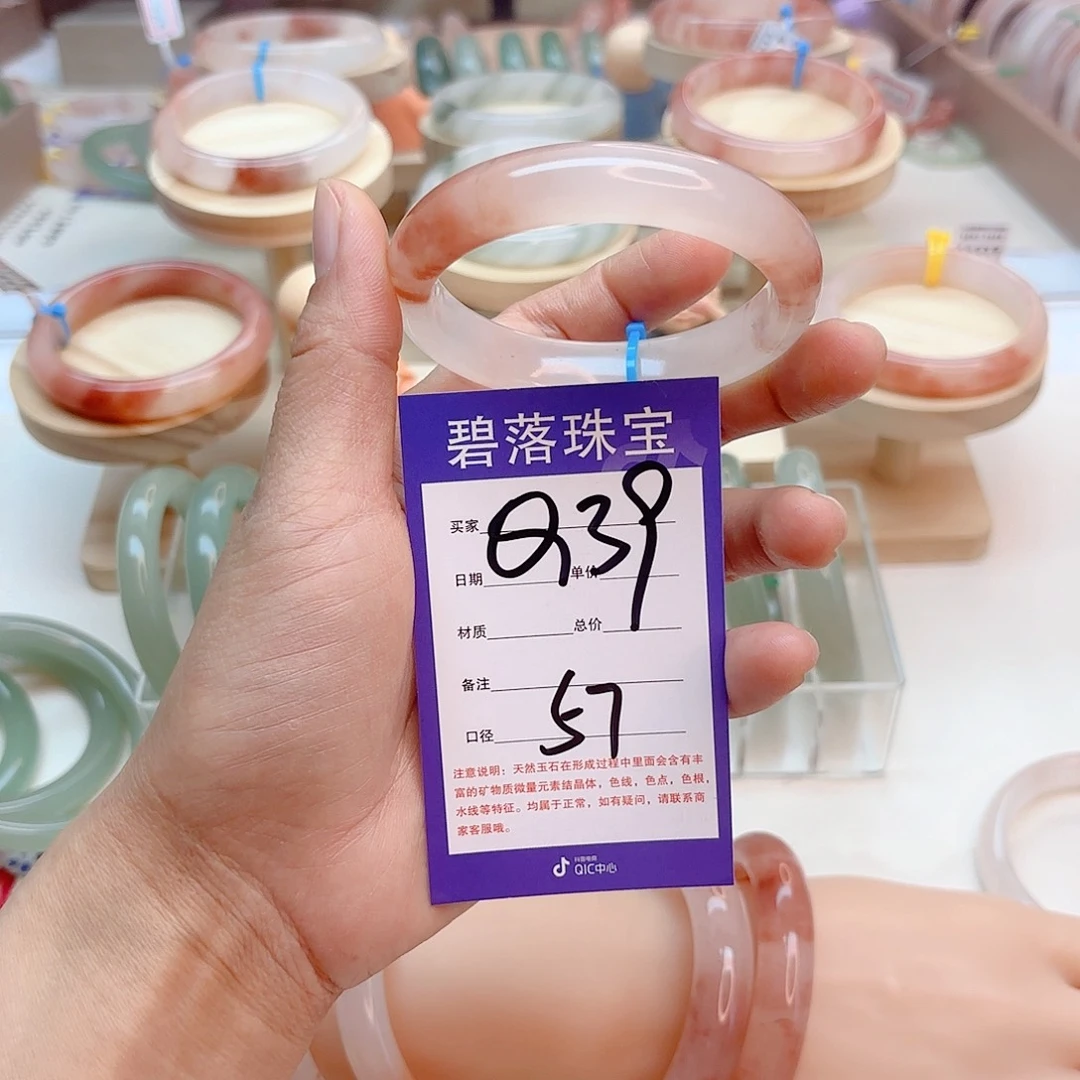 碧落珠宝
买家 Q39
日期 单价
材质 总价
备注
口径 57
注意说明：天然玉石在形成过程中里面会含有丰
富的矿物质微量元素结晶体，色线，色点，色根，
水线等特征。均属于正常，如有疑问，请联系商
家客服哦。
抖音电商
QIC中心